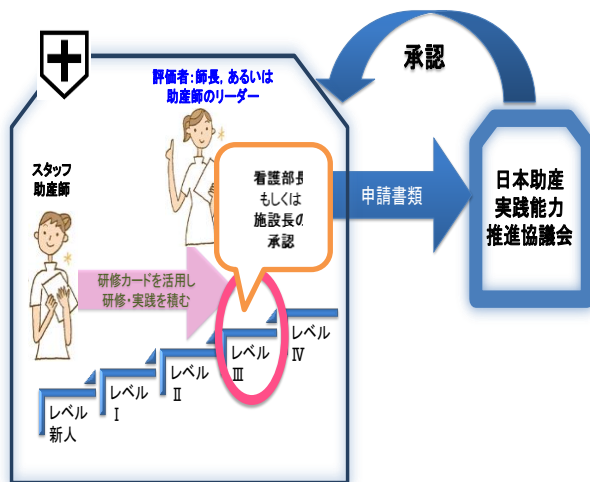 承認
評価者：師長，あるいは
助産師のリーダー
スタッフ
助産師
看護部長
もしくは
施設長の
承認
申請書類
日本助産
実践能力
推進協議会
研修カードを活用し
研修・実践を積む
レベル
新人
レベル
Ⅰ
レベル
Ⅱ
レベル
Ⅲ
レベル
Ⅳ